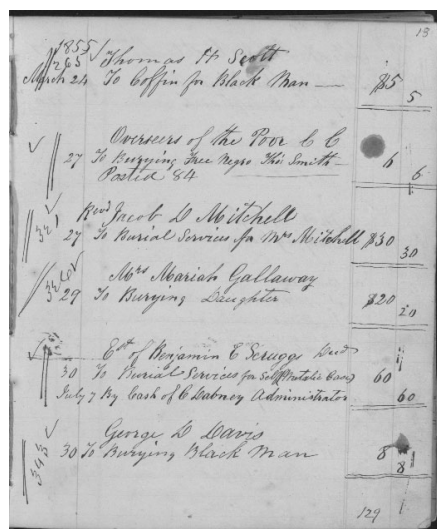 13
1855
265 Thomas H Scott
March 24 To Coffin for Black Man — $5
5
Overseers of the Poor C C
27 To Burying Free Negro Thos Smith 6
Posted 84 6
Revd Jacob D Mitchell
27 To Burial Services for Mrs Mitchell $30
30
Mrs Mariah Gallaway
29 To Burying Daughter $20
20
Est of Benjamin C Scruggs Decd
30 To Burial Services for Self (Metalic Case) 60
July 7 By Cash of C Dabney Administrator 60
George D Davis
343 30 To Burying Black Man 8
8
129